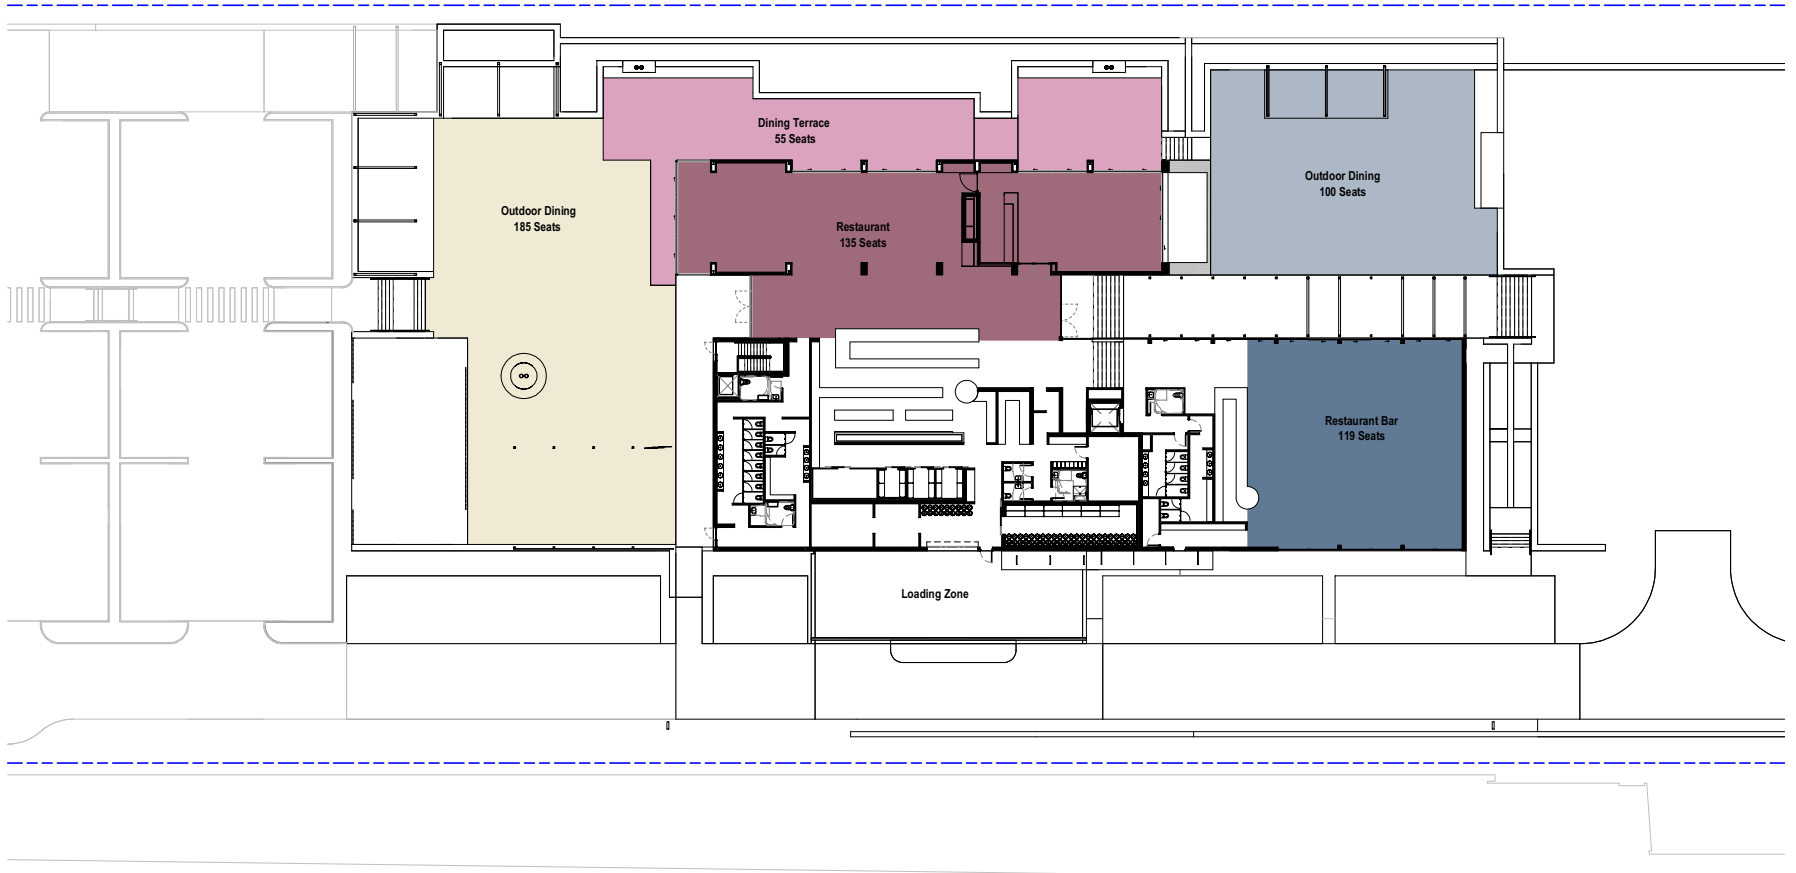 Dining Terrace
55 Seats
Outdoor Dining
100 Seats
Outdoor Dining
185 Seats
Restaurant
135 Seats
Restaurant Bar
119 Seats
Loading Zone